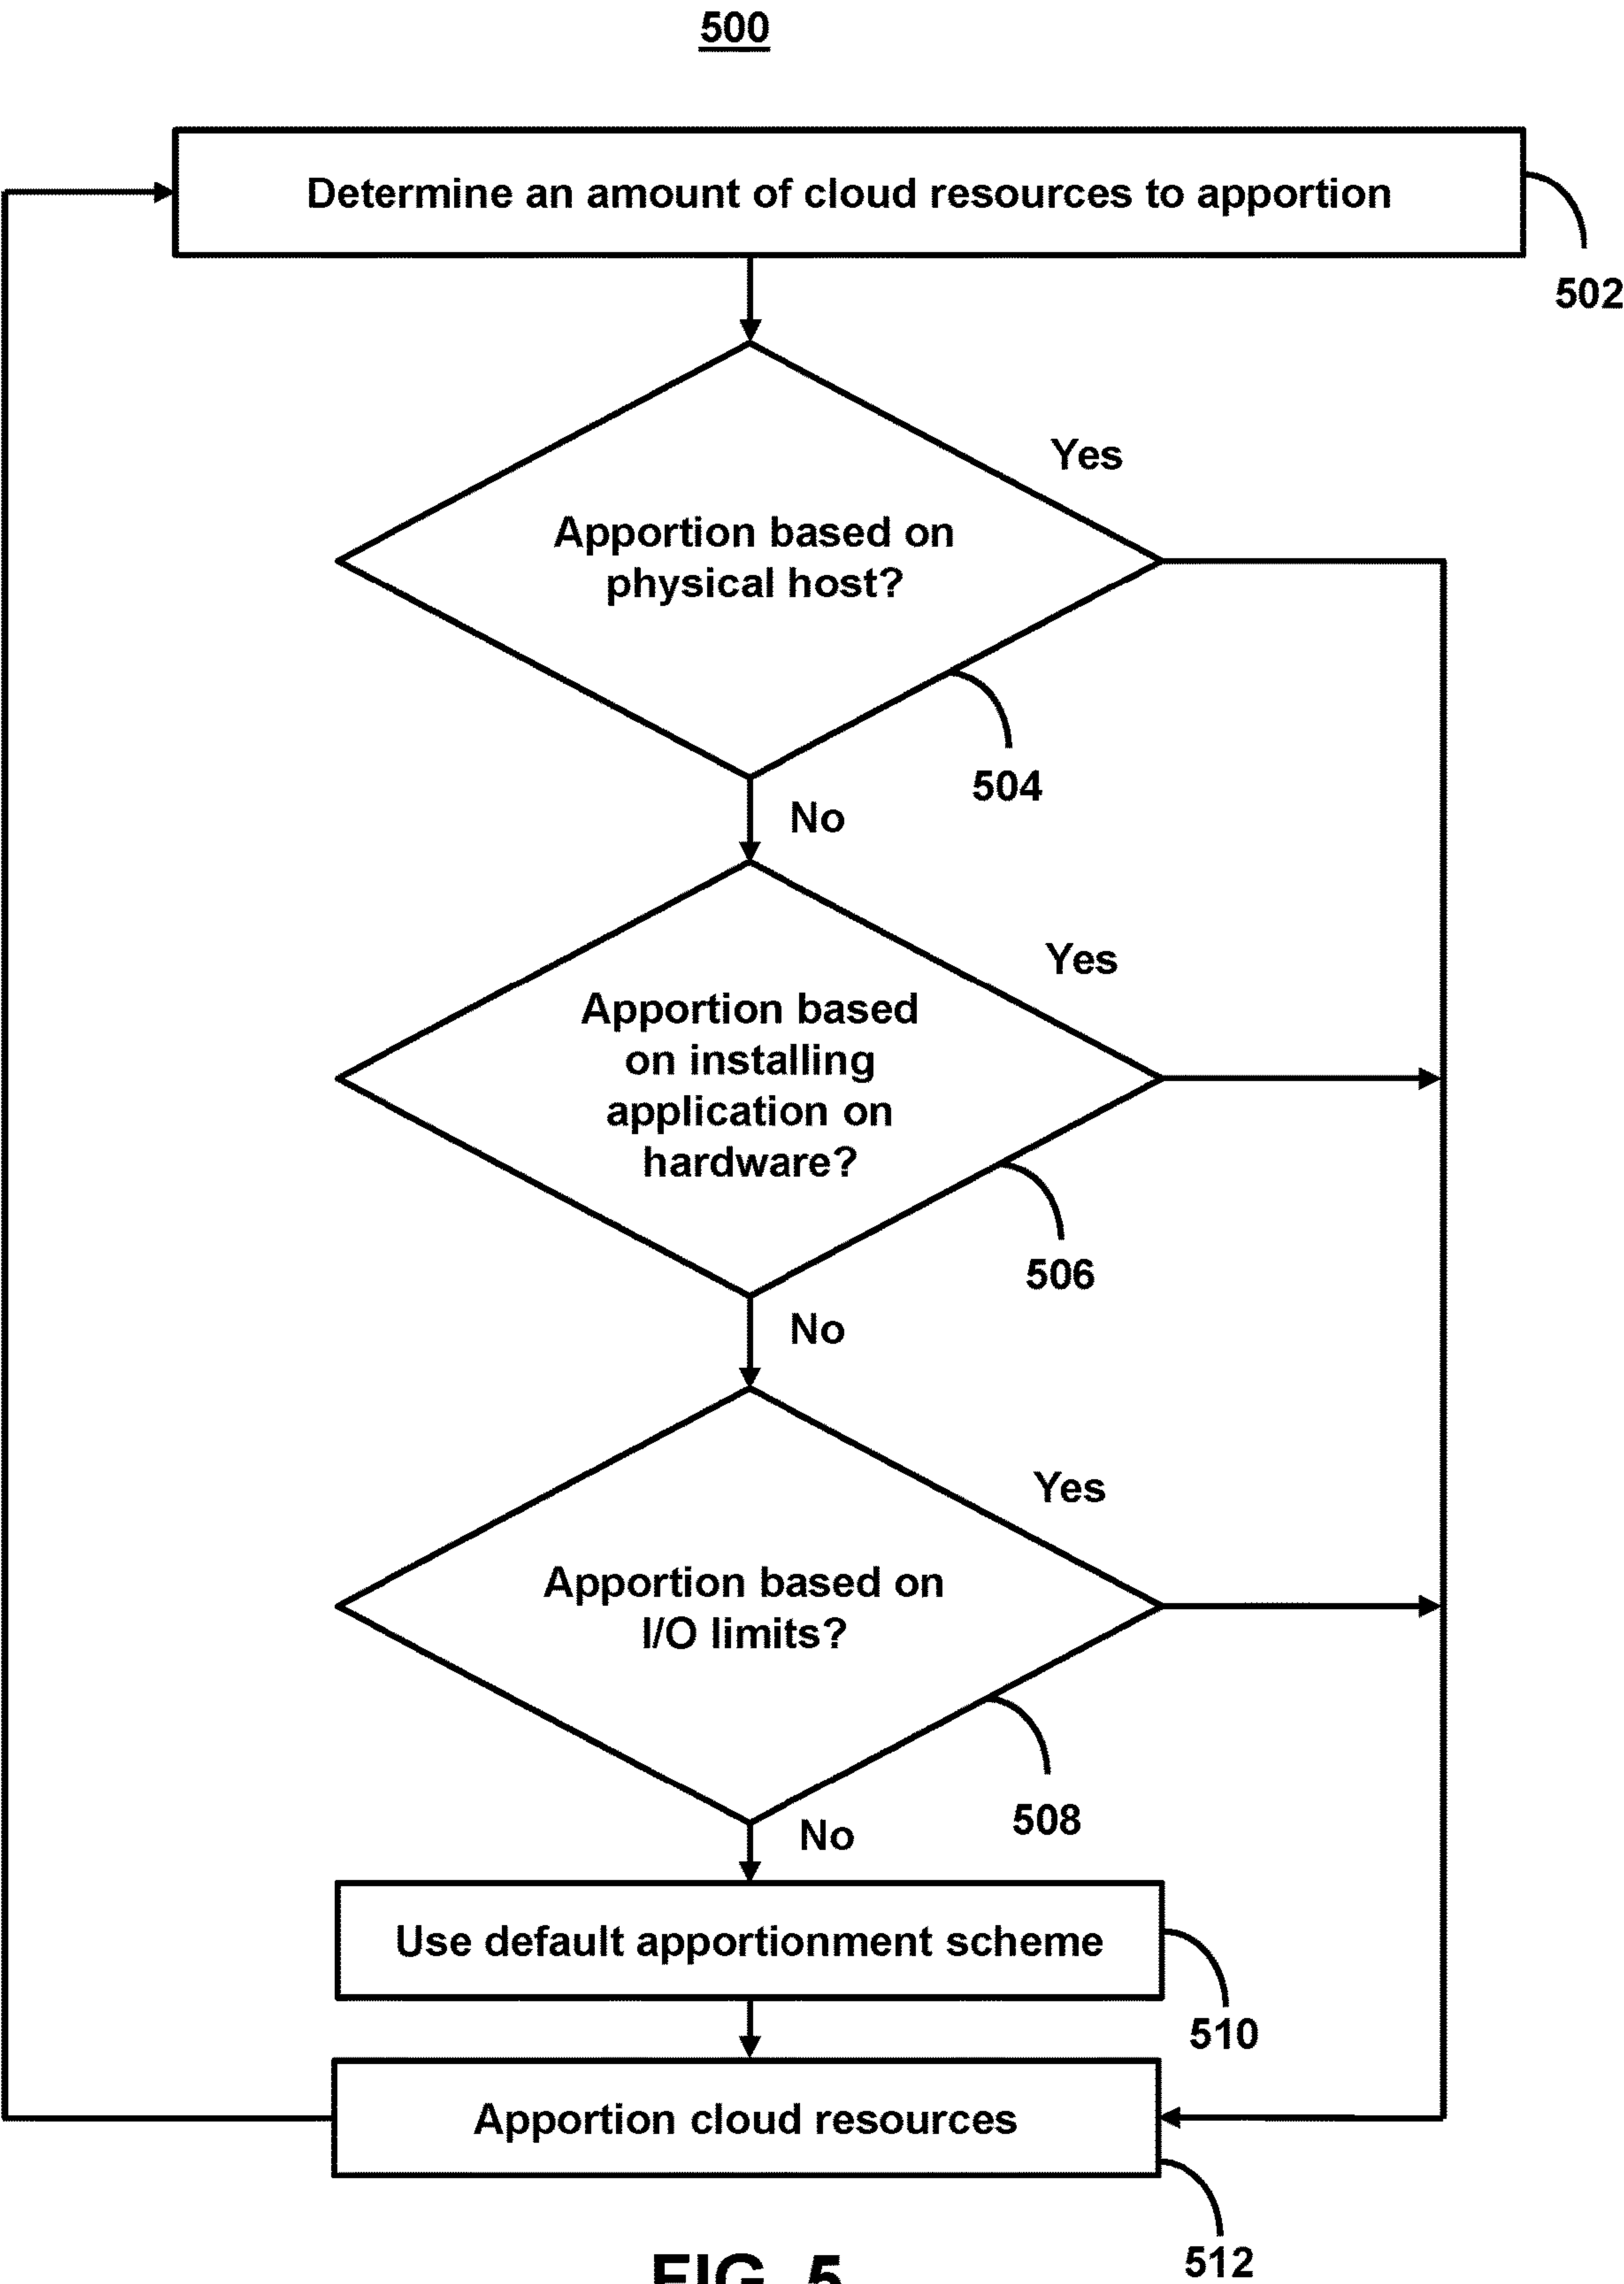 500
Determine an amount of cloud resources to apportion
502
Yes
Apportion based on
physical host?
504
No
Yes
Apportion based
on installing
application on
hardware?
506
No
Yes
Apportion based on
I/O limits?
508
No
Use default apportionment scheme
510
Apportion cloud resources
512
FIG. 5